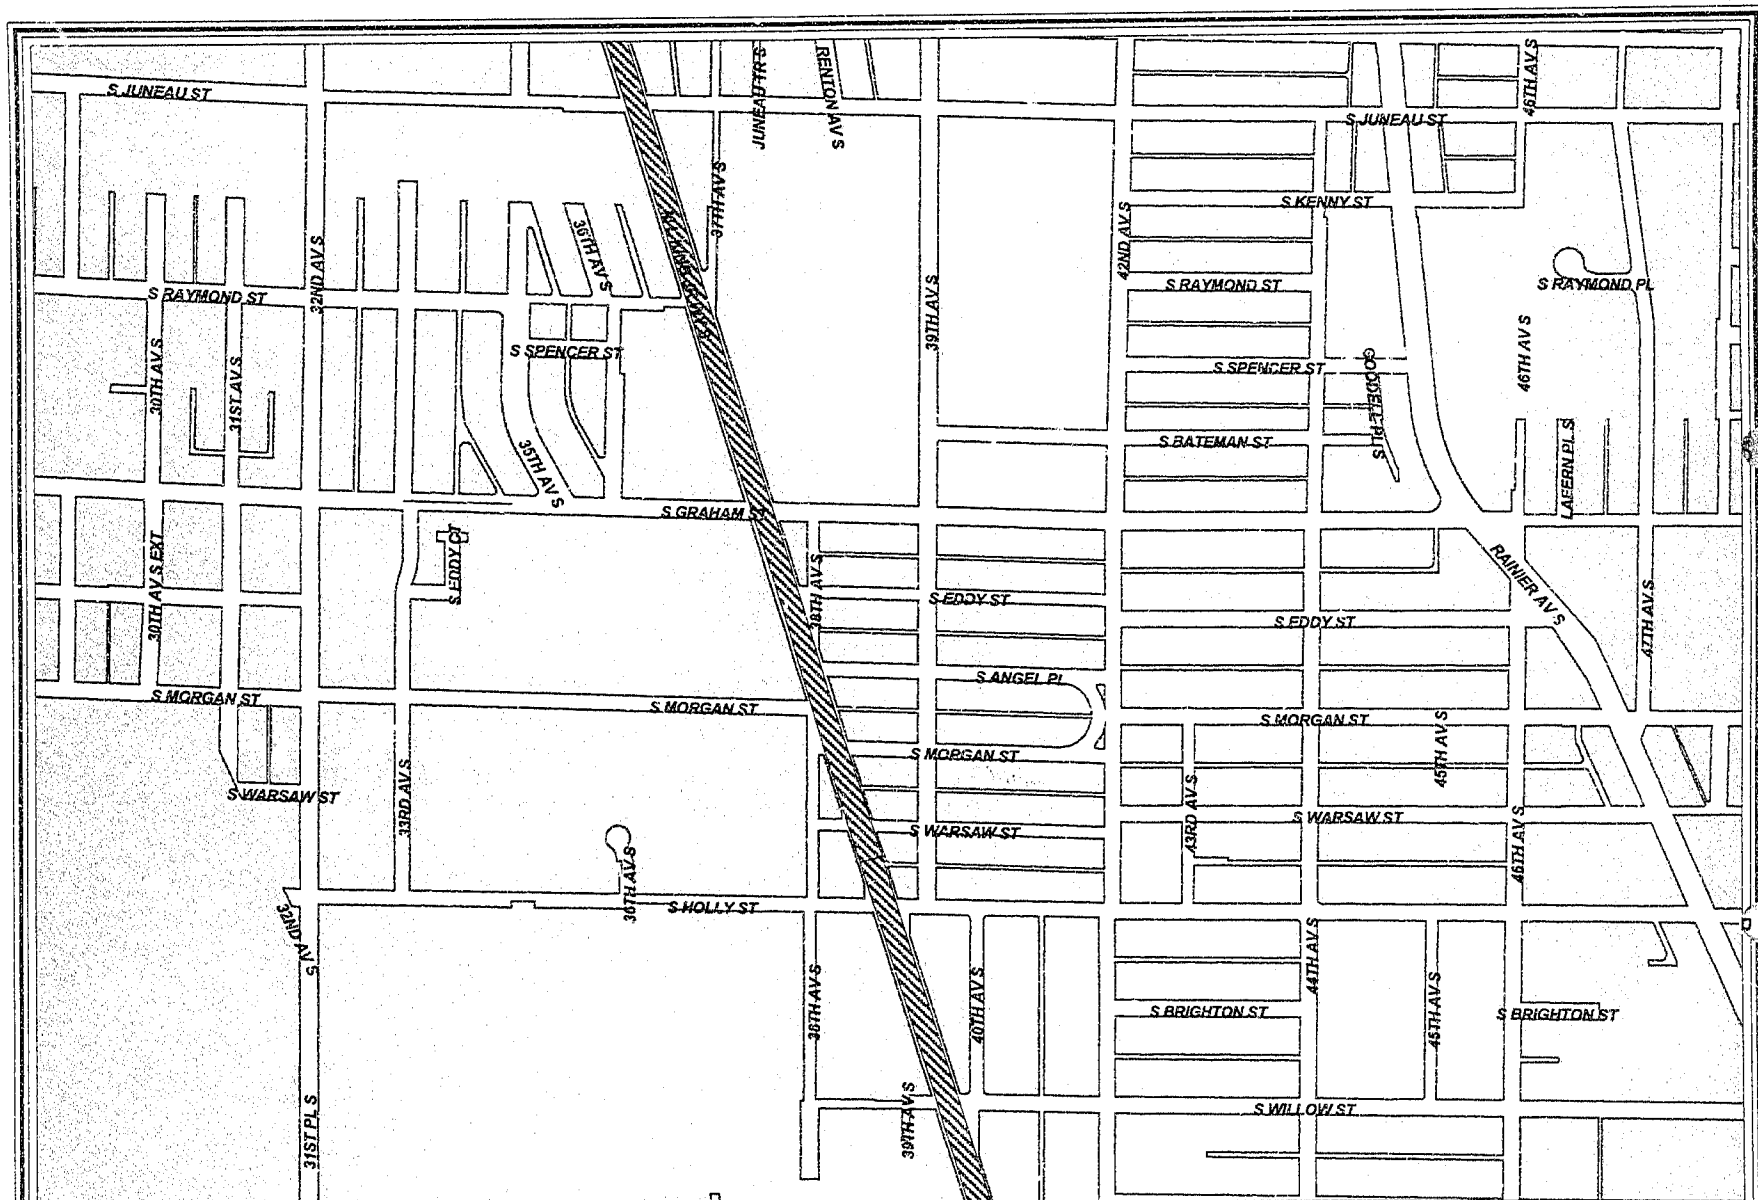 S JUNEAU ST
JUNEAU TR S
RENTON AV S
46TH AV S
S JUNEAU ST
37TH AV S
S KENNY ST
36TH AV S
32ND AV S
42ND AV S
39TH AV S
S RAYMOND ST
S RAYMOND ST
S RAYMOND PL
S SPENCER ST
S SPENCER ST
46TH AV S
30TH AV S
31ST AV S
GOODELL PL S
S BATEMAN ST
LAFERN PL S
35TH AV S
S GRAHAM ST
30TH AV S EXT
S EDDY CT
38TH AV S
S EDDY ST
RAINIER AV S
S EDDY ST
47TH AV S
S ANGEL PL
S MORGAN ST
S MORGAN ST
S MORGAN ST
S MORGAN ST
45TH AV S
S WARSAW ST
33RD AV S
43RD AV S
S WARSAW ST
S WARSAW ST
46TH AV S
36TH AV S
S HOLLY ST
32ND AV S
44TH AV S
38TH AV S
40TH AV S
45TH AV S
S BRIGHTON ST
S BRIGHTON ST
31ST PL S
39TH AV S
S WILLOW ST